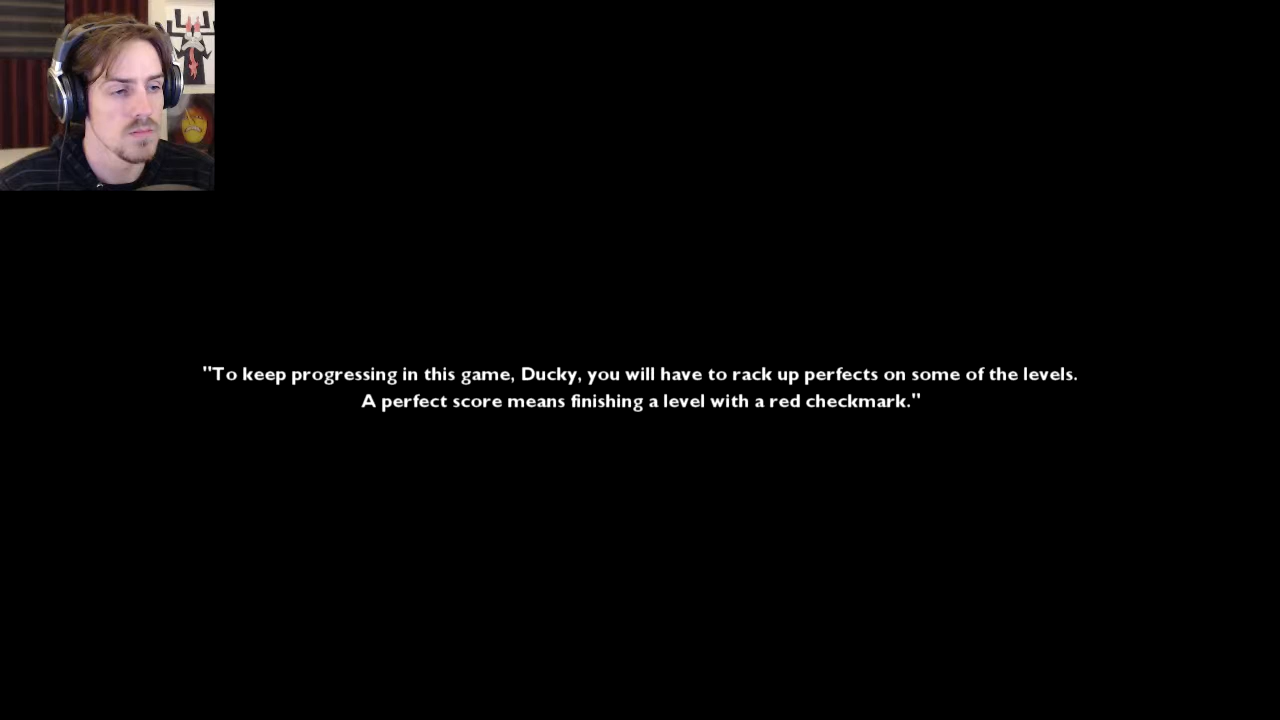 "To keep progressing in this game, Ducky, you will have to rack up perfects on some of the levels.
A perfect score means finishing a level with a red checkmark."